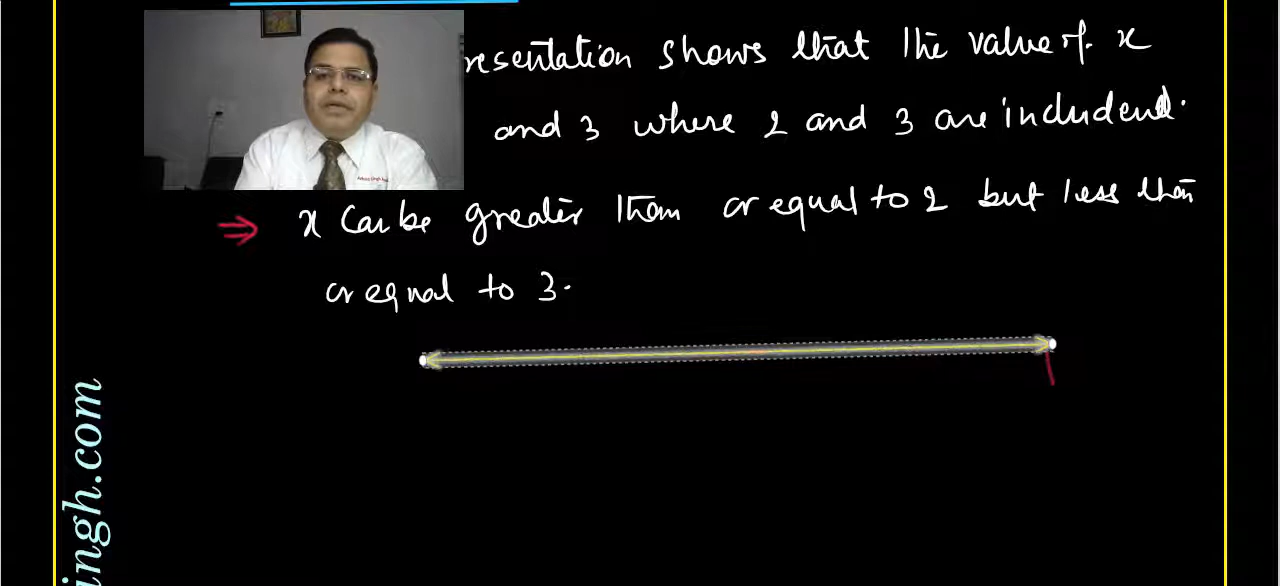 resentation shows that the value of x
and 3 where 2 and 3 are includend.
⇒ x can be greater than or equal to 2 but less than
or equal to 3.
ingh.com